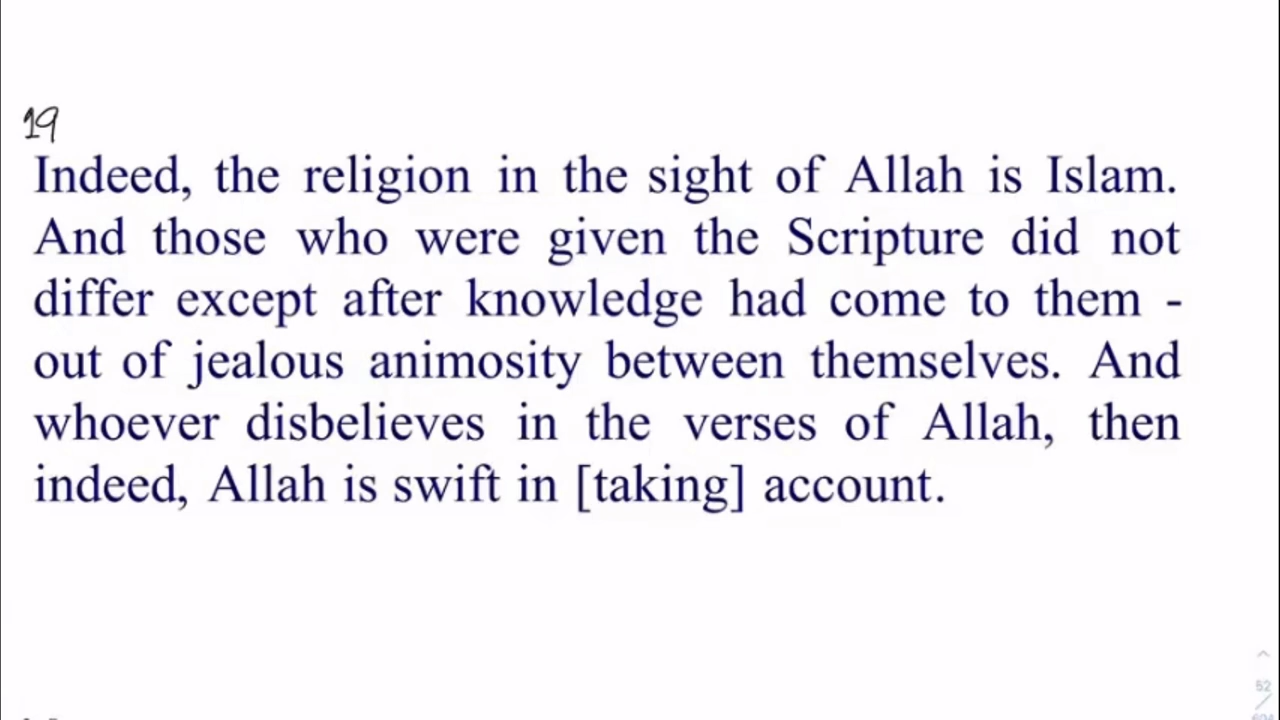 19
Indeed, the religion in the sight of Allah is Islam.
And those who were given the Scripture did not
differ except after knowledge had come to them -
out of jealous animosity between themselves. And
whoever disbelieves in the verses of Allah, then
indeed, Allah is swift in [taking] account.
52